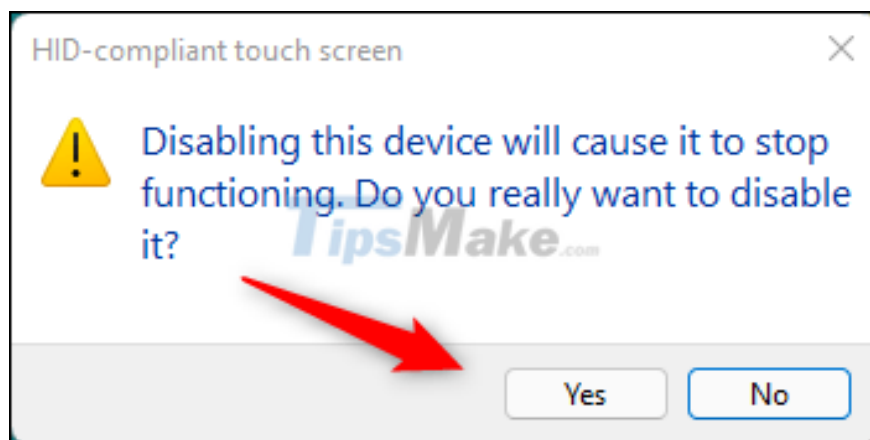 HID-compliant touch screen
Disabling this device will cause it to stop
functioning. Do you really want to disable
it?
TipsMake.com
Yes
No